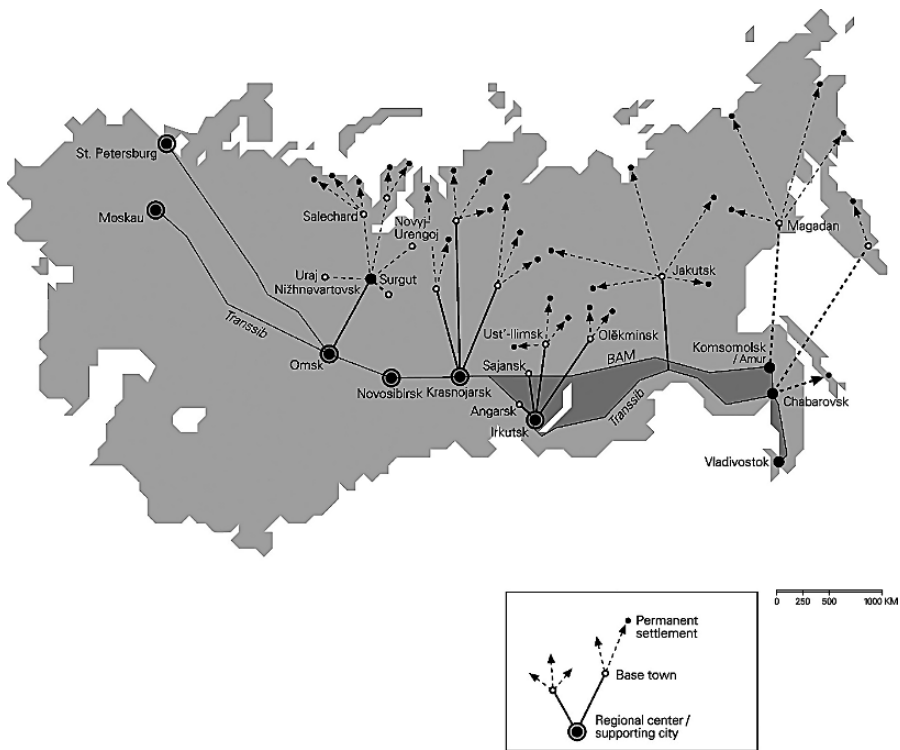 St. Petersburg
Moskau
Salechard
Novyj-
Urengoj
Magadan
Uraj
Surgut
Nižhnevartovsk
Jakutsk
Transsib
Ust'-Ilimsk
Olëkminsk
Komsomolsk
/ Amur
Omsk
BAM
Sajansk
Novosibirsk
Krasnojarsk
Transsib
Chabarovsk
Angarsk
Irkutsk
Vladivostok
0 250 500 1000 KM
Permanent
settlement
Base town
Regional center /
supporting city